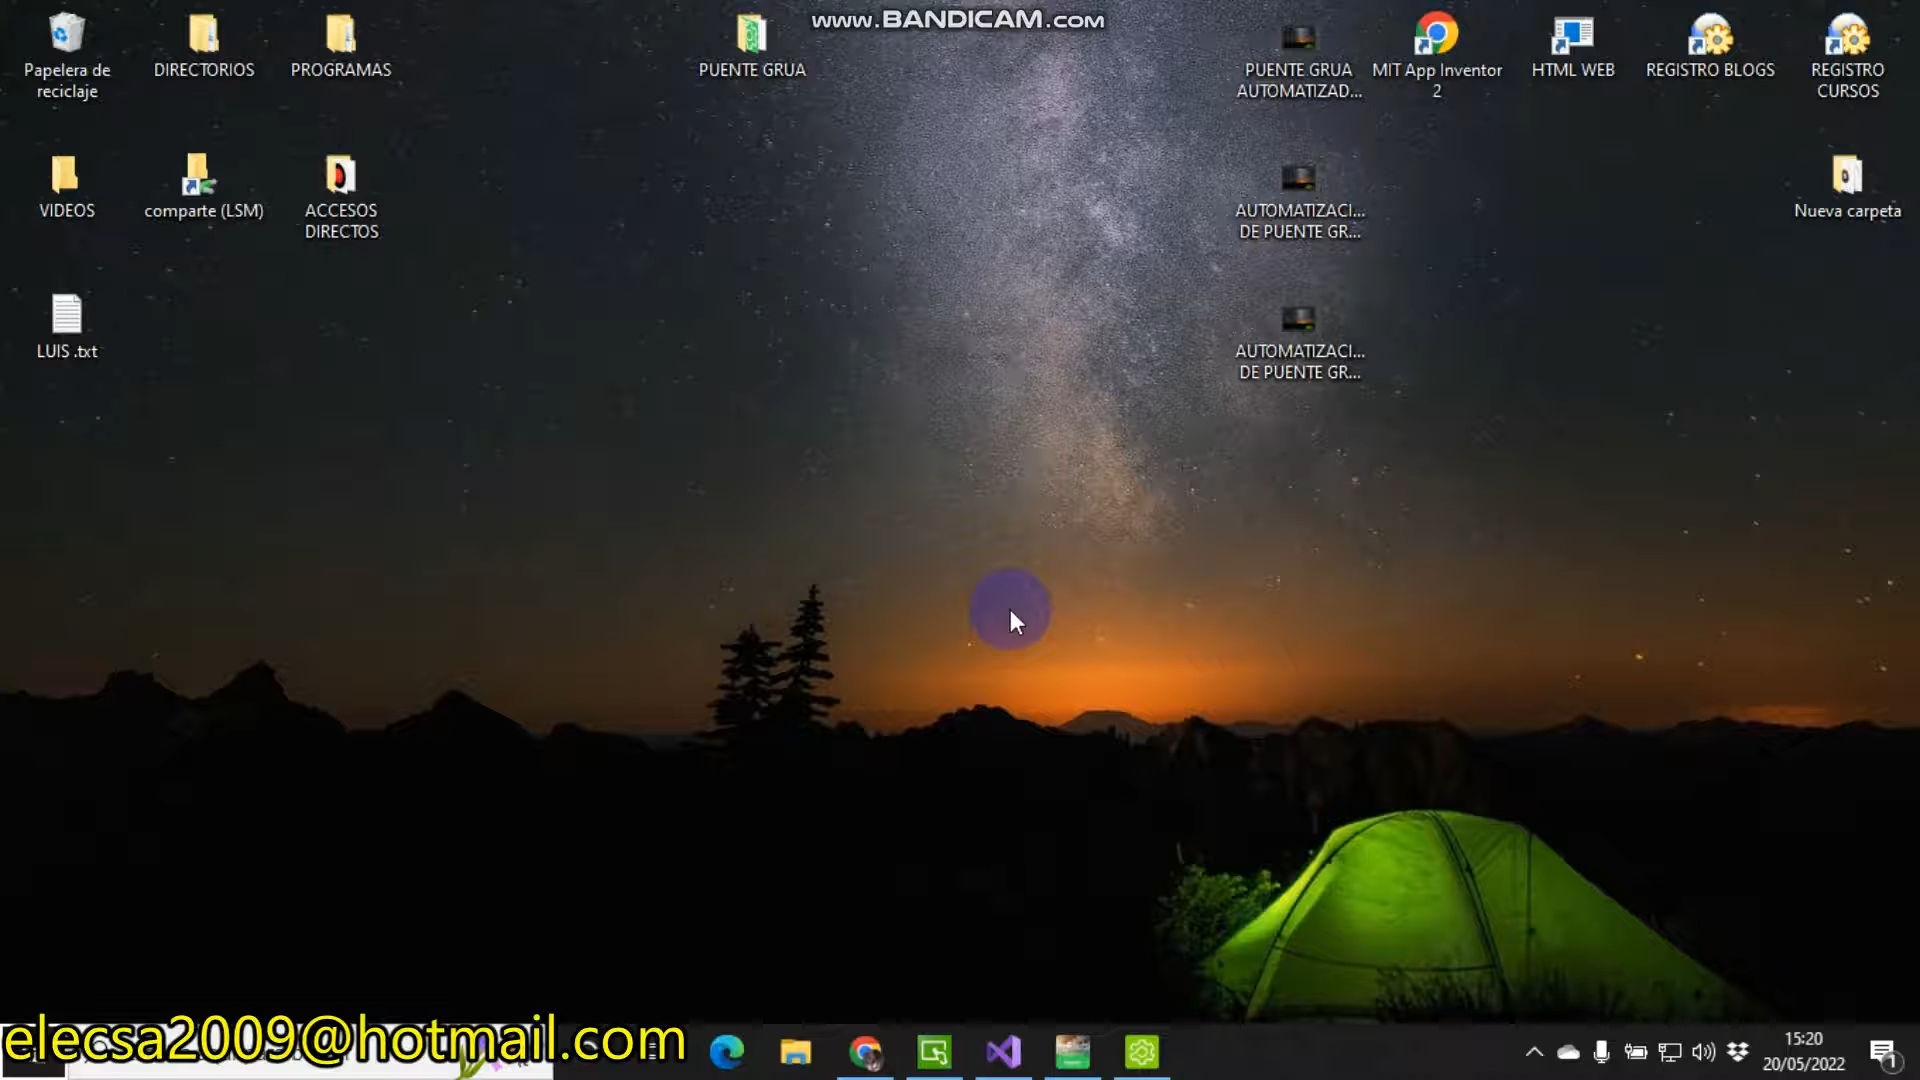 www.BANDICAM.com
Papelera de
reciclaje
DIRECTORIOS
PROGRAMAS
PUENTE GRUA
PUENTE GRUA
AUTOMATIZAD...
MIT App Inventor
2
HTML WEB
REGISTRO BLOGS
REGISTRO
CURSOS
VIDEOS
comparte (LSM)
ACCESOS
DIRECTOS
AUTOMATIZACI...
DE PUENTE GR...
Nueva carpeta
LUIS .txt
AUTOMATIZACI...
DE PUENTE GR...
elecsa2009@hotmail.com
15:20
20/05/2022
1